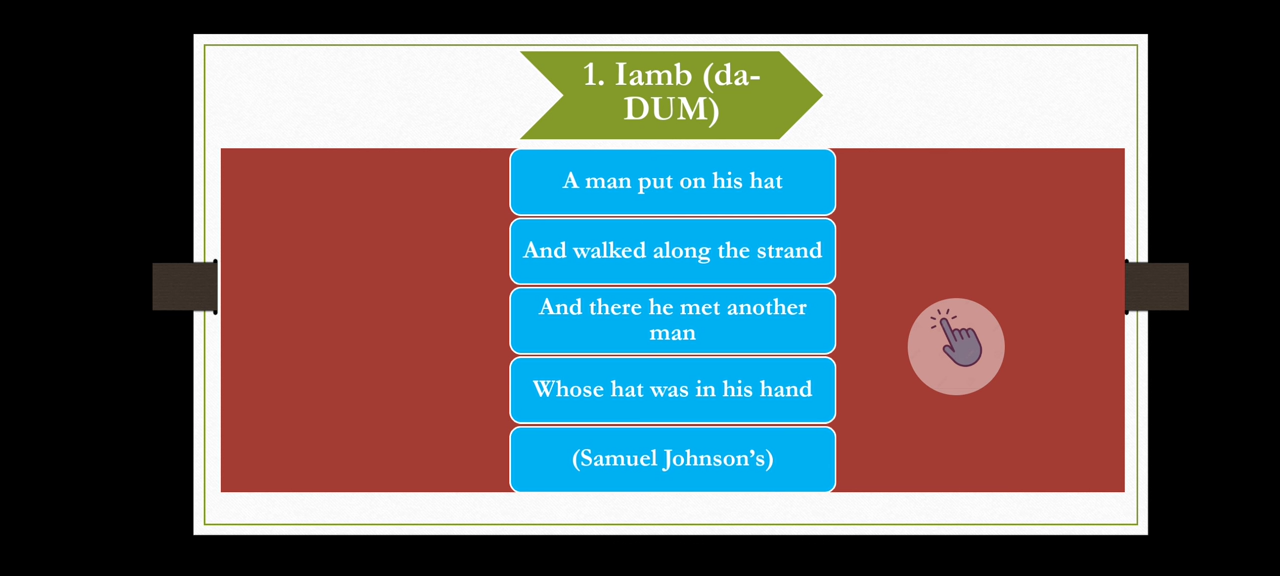 1. Iamb (da-
DUM)
A man put on his hat
And walked along the strand
And there he met another
man
Whose hat was in his hand
(Samuel Johnson’s)